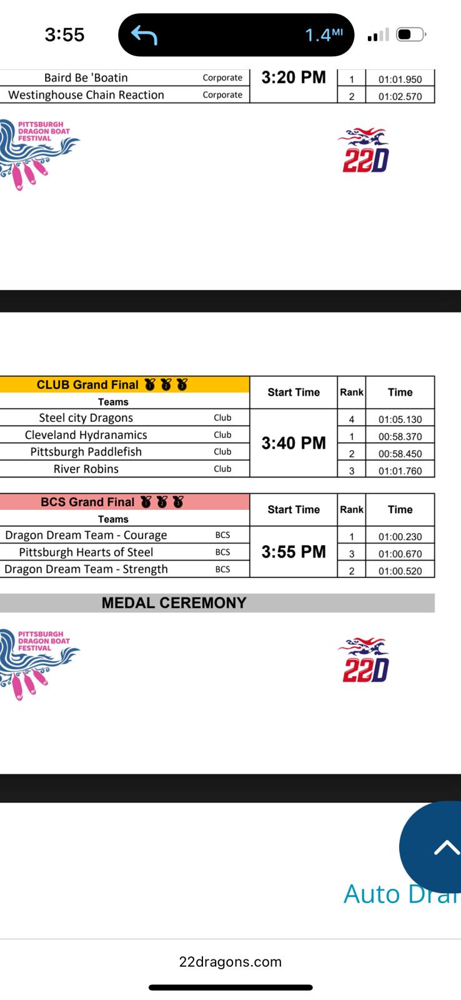 3:55
1.4MI
Baird Be 'Boatin Corporate 3:20 PM 1 01:01.950
Westinghouse Chain Reaction Corporate 2 01:02.570
PITTSBURGH
DRAGON BOAT
FESTIVAL
22D
CLUB Grand Final Start Time Rank Time
Teams
Steel city Dragons Club 4 01:05.130
Cleveland Hydranamics Club 3:40 PM 1 00:58.370
Pittsburgh Paddlefish Club 2 00:58.450
River Robins Club 3 01:01.760
BCS Grand Final Start Time Rank Time
Teams
Dragon Dream Team - Courage BCS 1 01:00.230
Pittsburgh Hearts of Steel BCS 3:55 PM 3 01:00.670
Dragon Dream Team - Strength BCS 2 01:00.520
MEDAL CEREMONY
PITTSBURGH
DRAGON BOAT
FESTIVAL
22D
Auto
22dragons.com